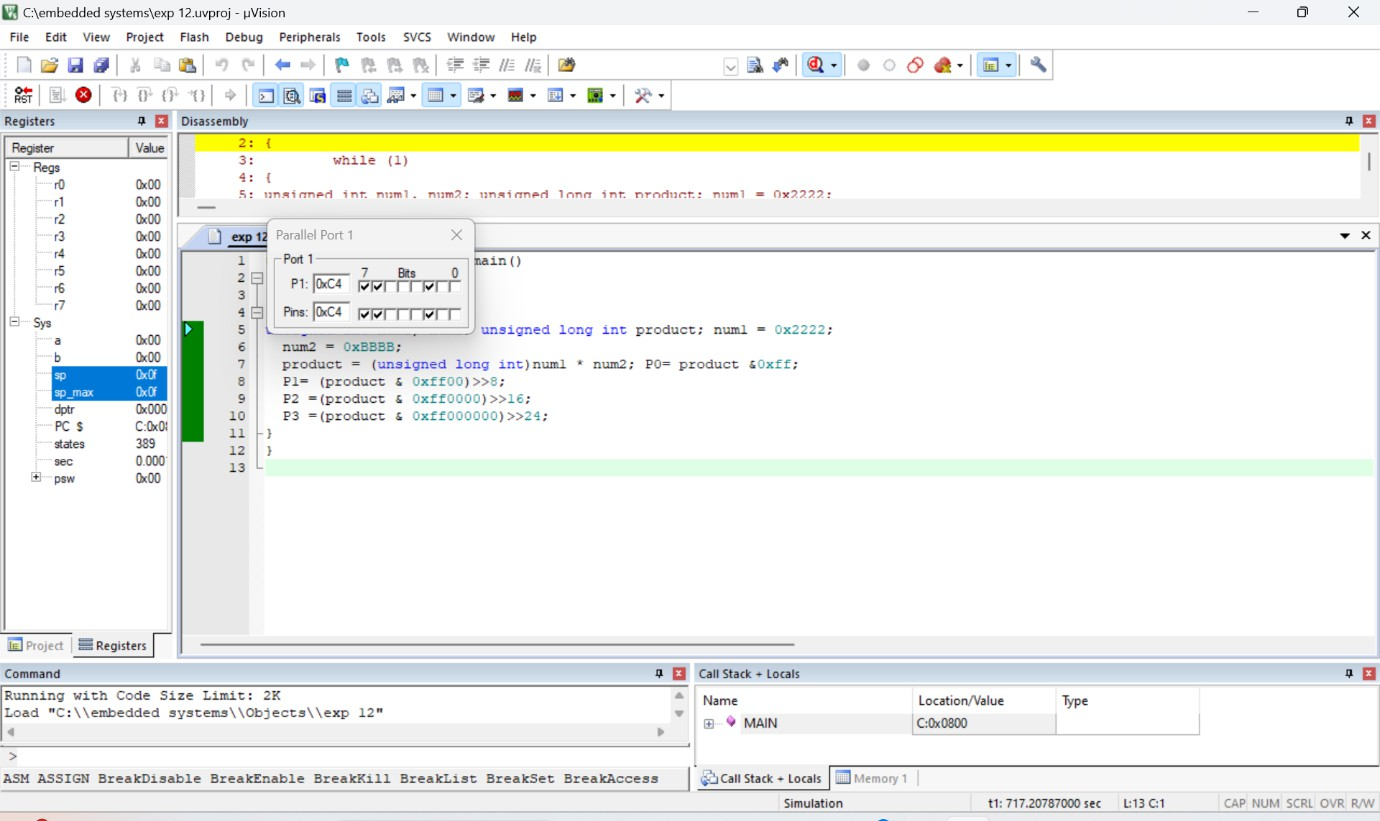 C:\embedded systems\exp 12.uvproj - µVision
File Edit View Project Flash Debug Peripherals Tools SVCS Window Help
RST
Registers
Register Value
Regs
r0 0x00
r1 0x00
r2 0x00
r3 0x00
r4 0x00
r5 0x00
r6 0x00
r7 0x00
Sys
a 0x00
b 0x00
sp 0x0f
sp_max 0x0f
dptr 0x000
PC $ C:0x08
states 389
sec 0.000
psw 0x00
Project Registers
Disassembly
2: {
3: while (1)
4: {
5: unsigned int num1, num2; unsigned long int product; num1 = 0x2222;
exp 12
Parallel Port 1
Port 1
7 Bits 0
P1: 0xC4
Pins: 0xC4
1 main()
2
3
4
5 unsigned long int product; num1 = 0x2222;
6 num2 = 0xBBBB;
7 product = (unsigned long int)num1 * num2; P0= product &0xff;
8 P1= (product & 0xff00)>>8;
9 P2 =(product & 0xff0000)>>16;
10 P3 =(product & 0xff000000)>>24;
11 }
12 }
13
Command
Running with Code Size Limit: 2K
Load "C:\\embedded systems\\Objects\\exp 12"
>
ASM ASSIGN BreakDisable BreakEnable BreakKill BreakList BreakSet BreakAccess
Call Stack + Locals
Name Location/Value Type
MAIN C:0x0800
Call Stack + Locals Memory 1
Simulation t1: 717.20787000 sec L:13 C:1 CAP NUM SCRL OVR R/W